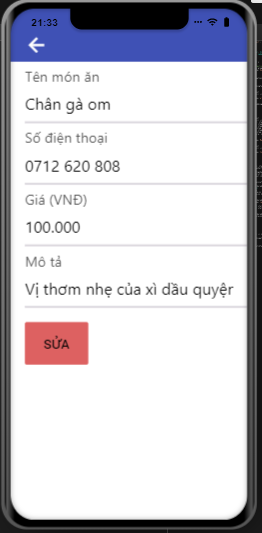 21:33
Tên món ăn
Chân gà om
Số điện thoại
0712 620 808
Giá (VNĐ)
100.000
Mô tả
Vị thơm nhẹ của xì dầu quyện
SỬA